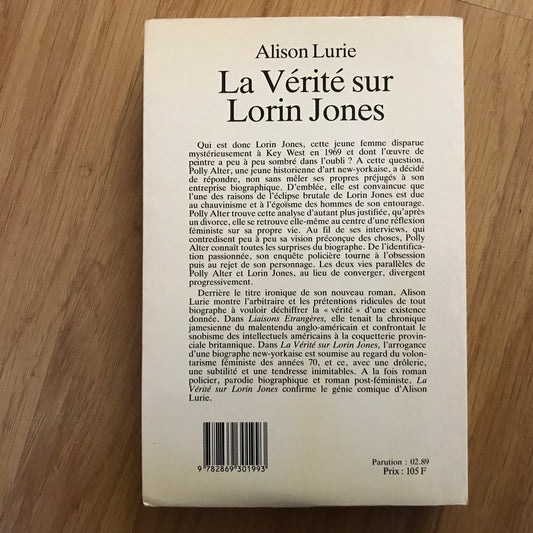 Alison Lurie
La Vérité sur
Lorin Jones
Qui est donc Lorin Jones, cette jeune femme disparue
mystérieusement à Key West en 1969 et dont l'œuvre de
peintre a peu à peu sombré dans l'oubli ? A cette question,
Polly Alter, une jeune historienne d'art new-yorkaise, a décidé
de répondre, non sans mêler ses propres préjugés à son
entreprise biographique. D'emblée, elle est convaincue que
l'une des raisons de l'éclipse brutale de Lorin Jones est due
au chauvinisme et à l'égoïsme des hommes de son entourage.
Polly Alter trouve cette analyse d'autant plus justifiée, qu'après
un divorce, elle se retrouve elle-même au centre d'une réflexion
féministe sur sa propre vie. Au fil de ses interviews, qui
contredisent peu à peu sa vision préconçue des choses, Polly
Alter connaît toutes les surprises du biographe. De l'identifica-
tion passionnée, son enquête policière tourne à l'obsession
puis au rejet de son personnage. Les deux vies parallèles de
Polly Alter et Lorin Jones, au lieu de converger, divergent
progressivement.
Derrière le titre ironique de son nouveau roman, Alison
Lurie montre l'arbitraire et les prétentions ridicules de tout
biographe à vouloir déchiffrer la « vérité » d'une existence
donnée. Dans Liaisons Etrangères, elle tenait la chronique
jamesienne du malentendu anglo-américain et confrontait le
snobisme des intellectuels américains à la coquetterie provin-
ciale britannique. Dans La Vérité sur Lorin Jones, l'arrogance
d'une biographe new-yorkaise est soumise au regard du volon-
tarisme féministe des années 70, et ce, avec une drôlerie,
une subtilité et une tendresse inimitables. A la fois roman
policier, parodie biographique et roman post-féministe, La
Vérité sur Lorin Jones confirme le génie comique d'Alison
Lurie.
9 782869 301993
Parution : 02.89
Prix : 105 F